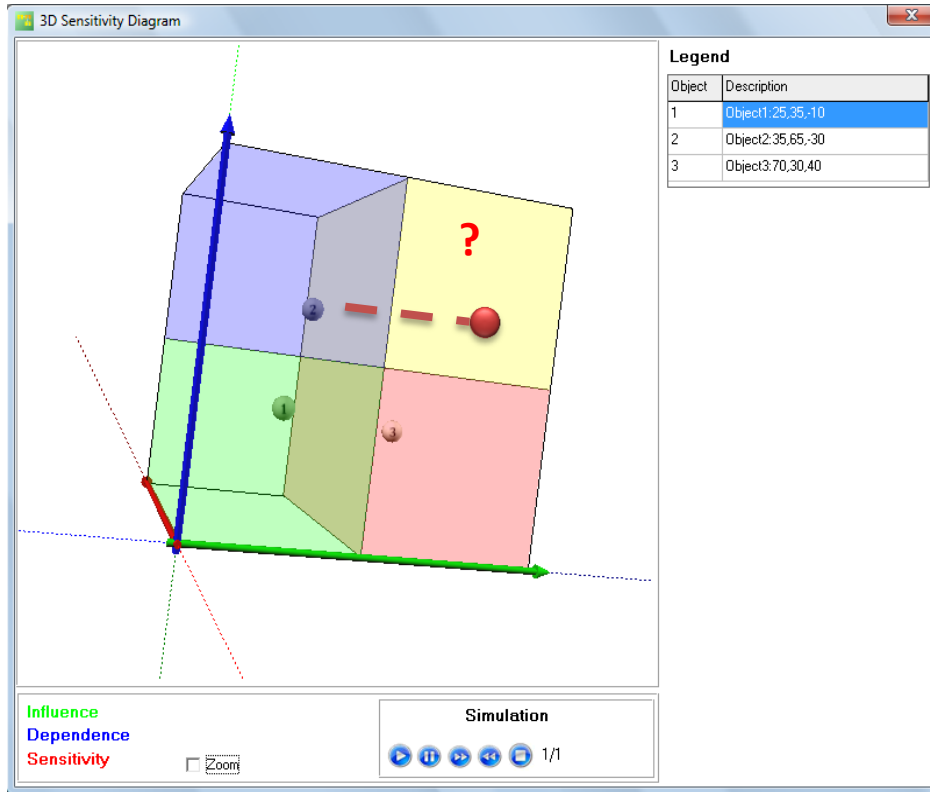 3D Sensitivity Diagram
Legend
Object Description
1 Object1:25,35,-10
2 Object2:35,65,-30
3 Object3:70,30,40
?
2
1
3
Influence
Dependence
Sensitivity
Zoom
Simulation
1/1